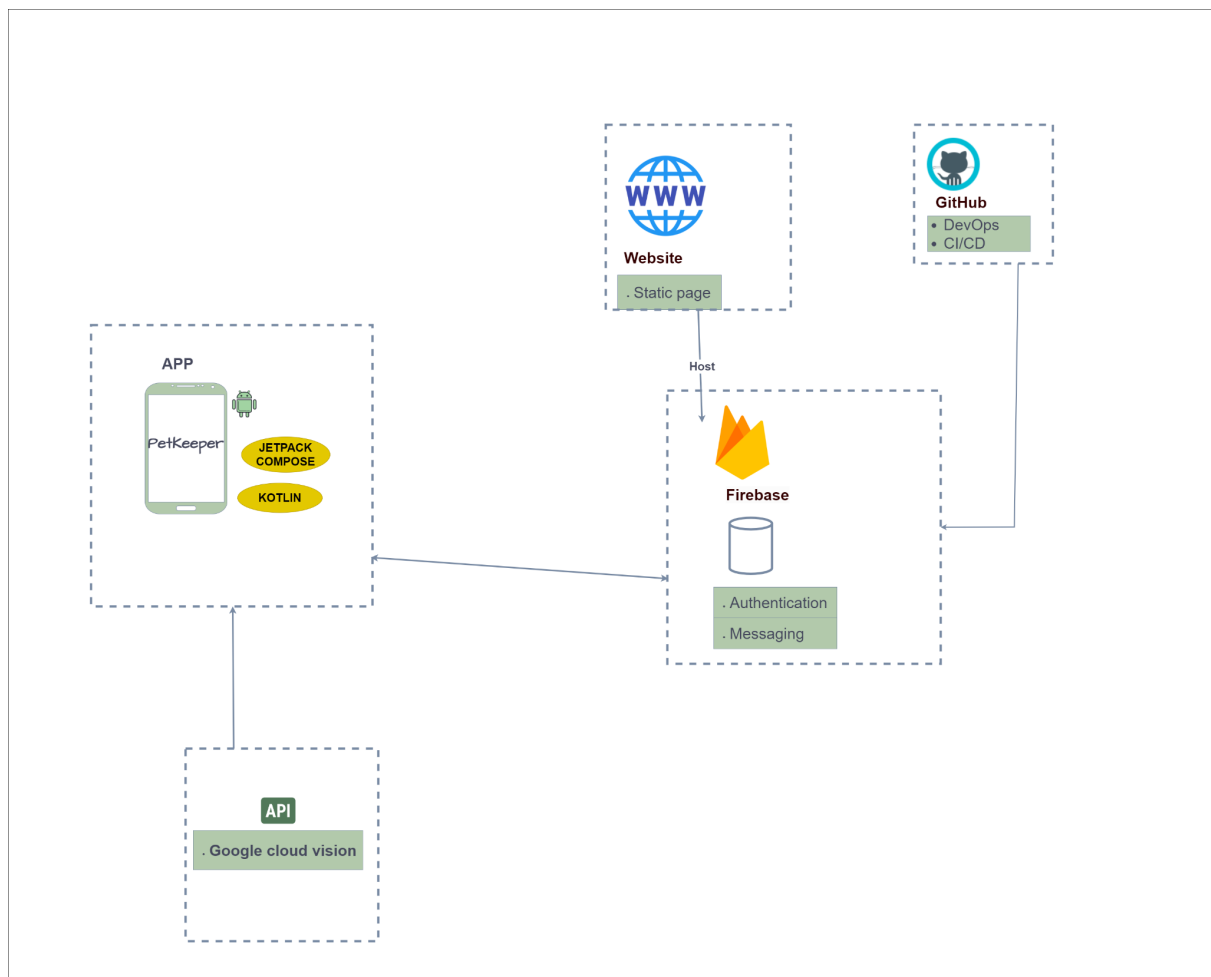 WWW
Website
. Static page
GitHub
• DevOps
• CI/CD
Host
APP
PetKeeper
JETPACK
COMPOSE
KOTLIN
Firebase
. Authentication
. Messaging
API
. Google cloud vision